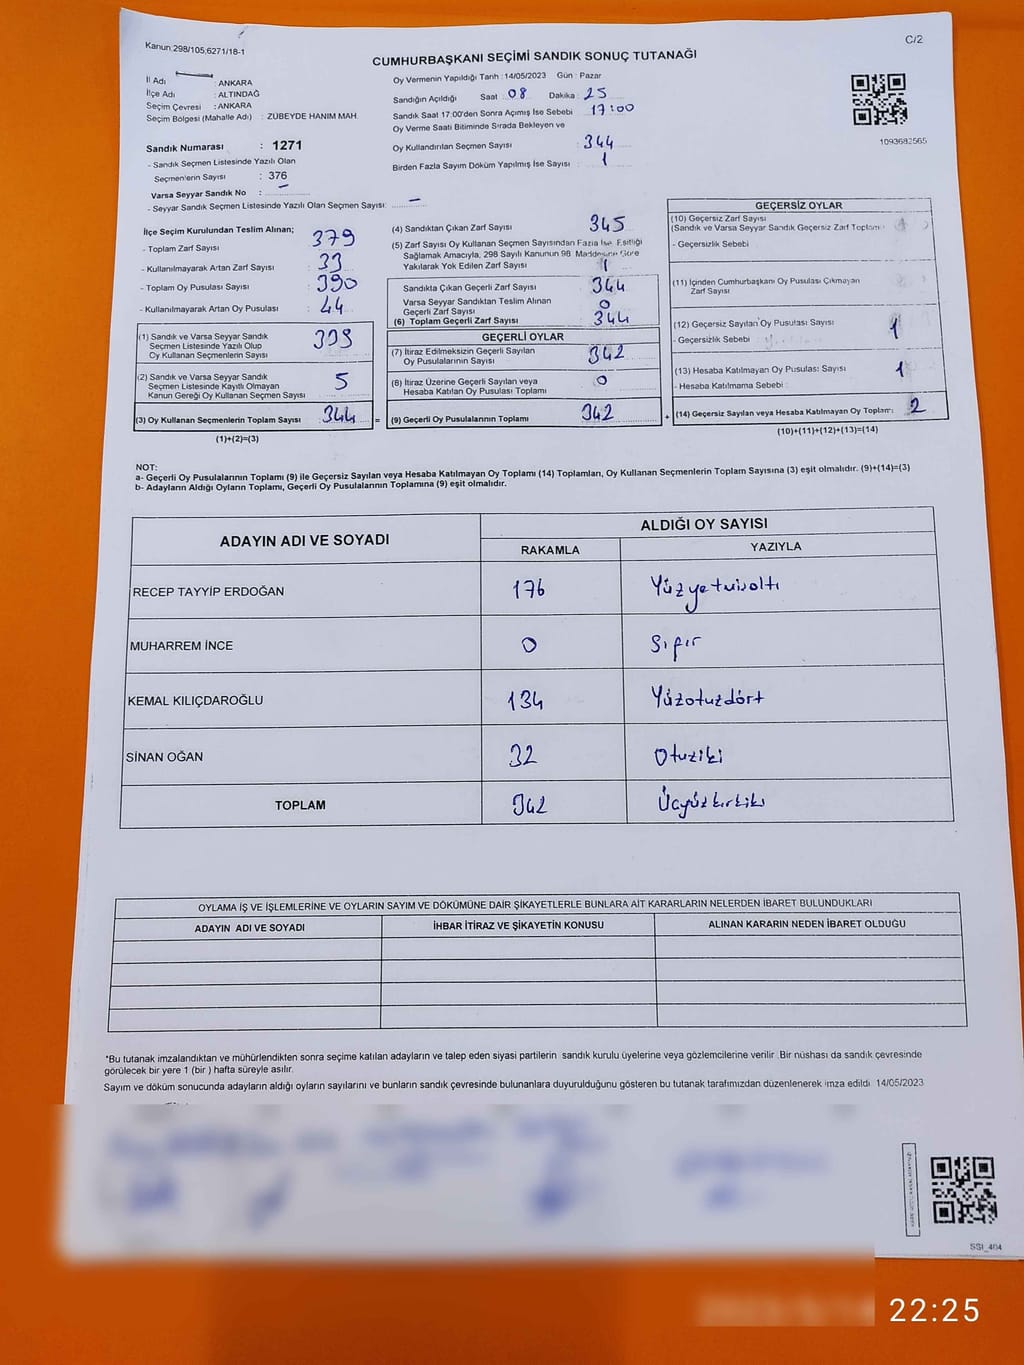 Kanun:298/105;6271/18-1
C/2
CUMHURBAŞKANI SEÇİMİ SANDIK SONUÇ TUTANAĞI
İl Adı : ANKARA
İlçe Adı : ALTINDAĞ
Seçim Çevresi : ANKARA
Seçim Bölgesi (Mahalle Adı) : ZÜBEYDE HANIM MAH.
Sandık Numarası : 1271
- Sandık Seçmen Listesinde Yazılı Olan
Seçmenlerin Sayısı : 376
Varsa Seyyar Sandık No : -
- Seyyar Sandık Seçmen Listesinde Yazılı Olan Seçmen Sayısı: -
Oy Vermenin Yapıldığı Tarih : 14/05/2023 Gün : Pazar
Sandığın Açıldığı Saat : 08 Dakika : 25
Sandık Saat 17:00'den Sonra Açımış İse Sebebi : 17:00
Oy Verme Saati Bitiminde Sırada Bekleyen ve
Oy Kullandırılan Seçmen Sayısı : 344
Birden Fazla Sayım Döküm Yapılmış İse Sayısı : 1
1093682565
İlçe Seçim Kurulundan Teslim Alınan;
- Toplam Zarf Sayısı 379
- Kullanılmayarak Artan Zarf Sayısı 33
- Toplam Oy Pusulası Sayısı 390
- Kullanılmayarak Artan Oy Pusulası 44
(1) Sandık ve Varsa Seyyar Sandık
Seçmen Listesinde Yazılı Olup
Oy Kullanan Seçmenlerin Sayısı 339
(2) Sandık ve Varsa Seyyar Sandık
Seçmen Listesinde Kayıtlı Olmayan
Kanun Gereği Oy Kullanan Seçmen Sayısı 5
(3) Oy Kullanan Seçmenlerin Toplam Sayısı 344 =
(1)+(2)=(3)
(4) Sandıktan Çıkan Zarf Sayısı 345
(5) Zarf Sayısı Oy Kullanan Seçmen Sayısından Fazla İse, Eşitliği
Sağlamak Amacıyla, 298 Sayılı Kanunun 98. Maddesine Göre
Yakılarak Yok Edilen Zarf Sayısı 1
Sandıkta Çıkan Geçerli Zarf Sayısı 344
Varsa Seyyar Sandıktan Teslim Alınan
Geçerli Zarf Sayısı 0
(6) Toplam Geçerli Zarf Sayısı 344
GEÇERLİ OYLAR
(7) İtiraz Edilmeksizin Geçerli Sayılan
Oy Pusulalarının Sayısı 342
(8) İtiraz Üzerine Geçerli Sayılan veya
Hesaba Katılan Oy Pusulası Toplamı 0
(9) Geçerli Oy Pusulalarının Toplamı 342 +
GEÇERSİZ OYLAR
(10) Geçersiz Zarf Sayısı
(Sandık ve Varsa Seyyar Sandık Geçersiz Zarf Toplamı)
- Geçersizlik Sebebi
(11) İçinden Cumhurbaşkanı Oy Pusulası Çıkmayan
Zarf Sayısı
(12) Geçersiz Sayılan Oy Pusulası Sayısı 1
- Geçersizlik Sebebi
(13) Hesaba Katılmayan Oy Pusulası Sayısı 1
- Hesaba Katılmama Sebebi :
(14) Geçersiz Sayılan veya Hesaba Katılmayan Oy Toplamı 2
(10)+(11)+(12)+(13)=(14)
NOT:
a- Geçerli Oy Pusulalarının Toplamı (9) ile Geçersiz Sayılan veya Hesaba Katılmayan Oy Toplamı (14) Toplamları, Oy Kullanan Seçmenlerin Toplam Sayısına (3) eşit olmalıdır. (9)+(14)=(3)
b- Adayların Aldığı Oyların Toplamı, Geçerli Oy Pusulalarının Toplamına (9) eşit olmalıdır.
ADAYIN ADI VE SOYADI ALDIĞI OY SAYISI
RAKAMLA YAZIYLA
RECEP TAYYİP ERDOĞAN 176 Yüzyetmişaltı
MUHARREM İNCE 0 Sıfır
KEMAL KILIÇDAROĞLU 134 Yüzotuzdört
SİNAN OĞAN 32 Otuziki
TOPLAM 342 Üçyüzkırkiki
OYLAMA İŞ VE İŞLEMLERİNE VE OYLARIN SAYIM VE DÖKÜMÜNE DAİR ŞİKAYETLERLE BUNLARA AİT KARARLARIN NELERDEN İBARET BULUNDUKLARI
ADAYIN ADI VE SOYADI İHBAR İTİRAZ VE ŞİKAYETİN KONUSU ALINAN KARARIN NEDEN İBARET OLDUĞU
*Bu tutanak imzalandıktan ve mühürlendikten sonra seçime katılan adayların ve talep eden siyasi partilerin sandık kurulu üyelerine veya gözlemcilerine verilir. Bir nüshası da sandık çevresinde
görülecek bir yere 1 (bir) hafta süreyle asılır.
Sayım ve döküm sonucunda adayların aldığı oyların sayılarını ve bunların sandık çevresinde bulunanlara duyurulduğunu gösteren bu tutanak tarafımızdan düzenlenerek imza edildi 14/05/2023
SSI_404
22:25